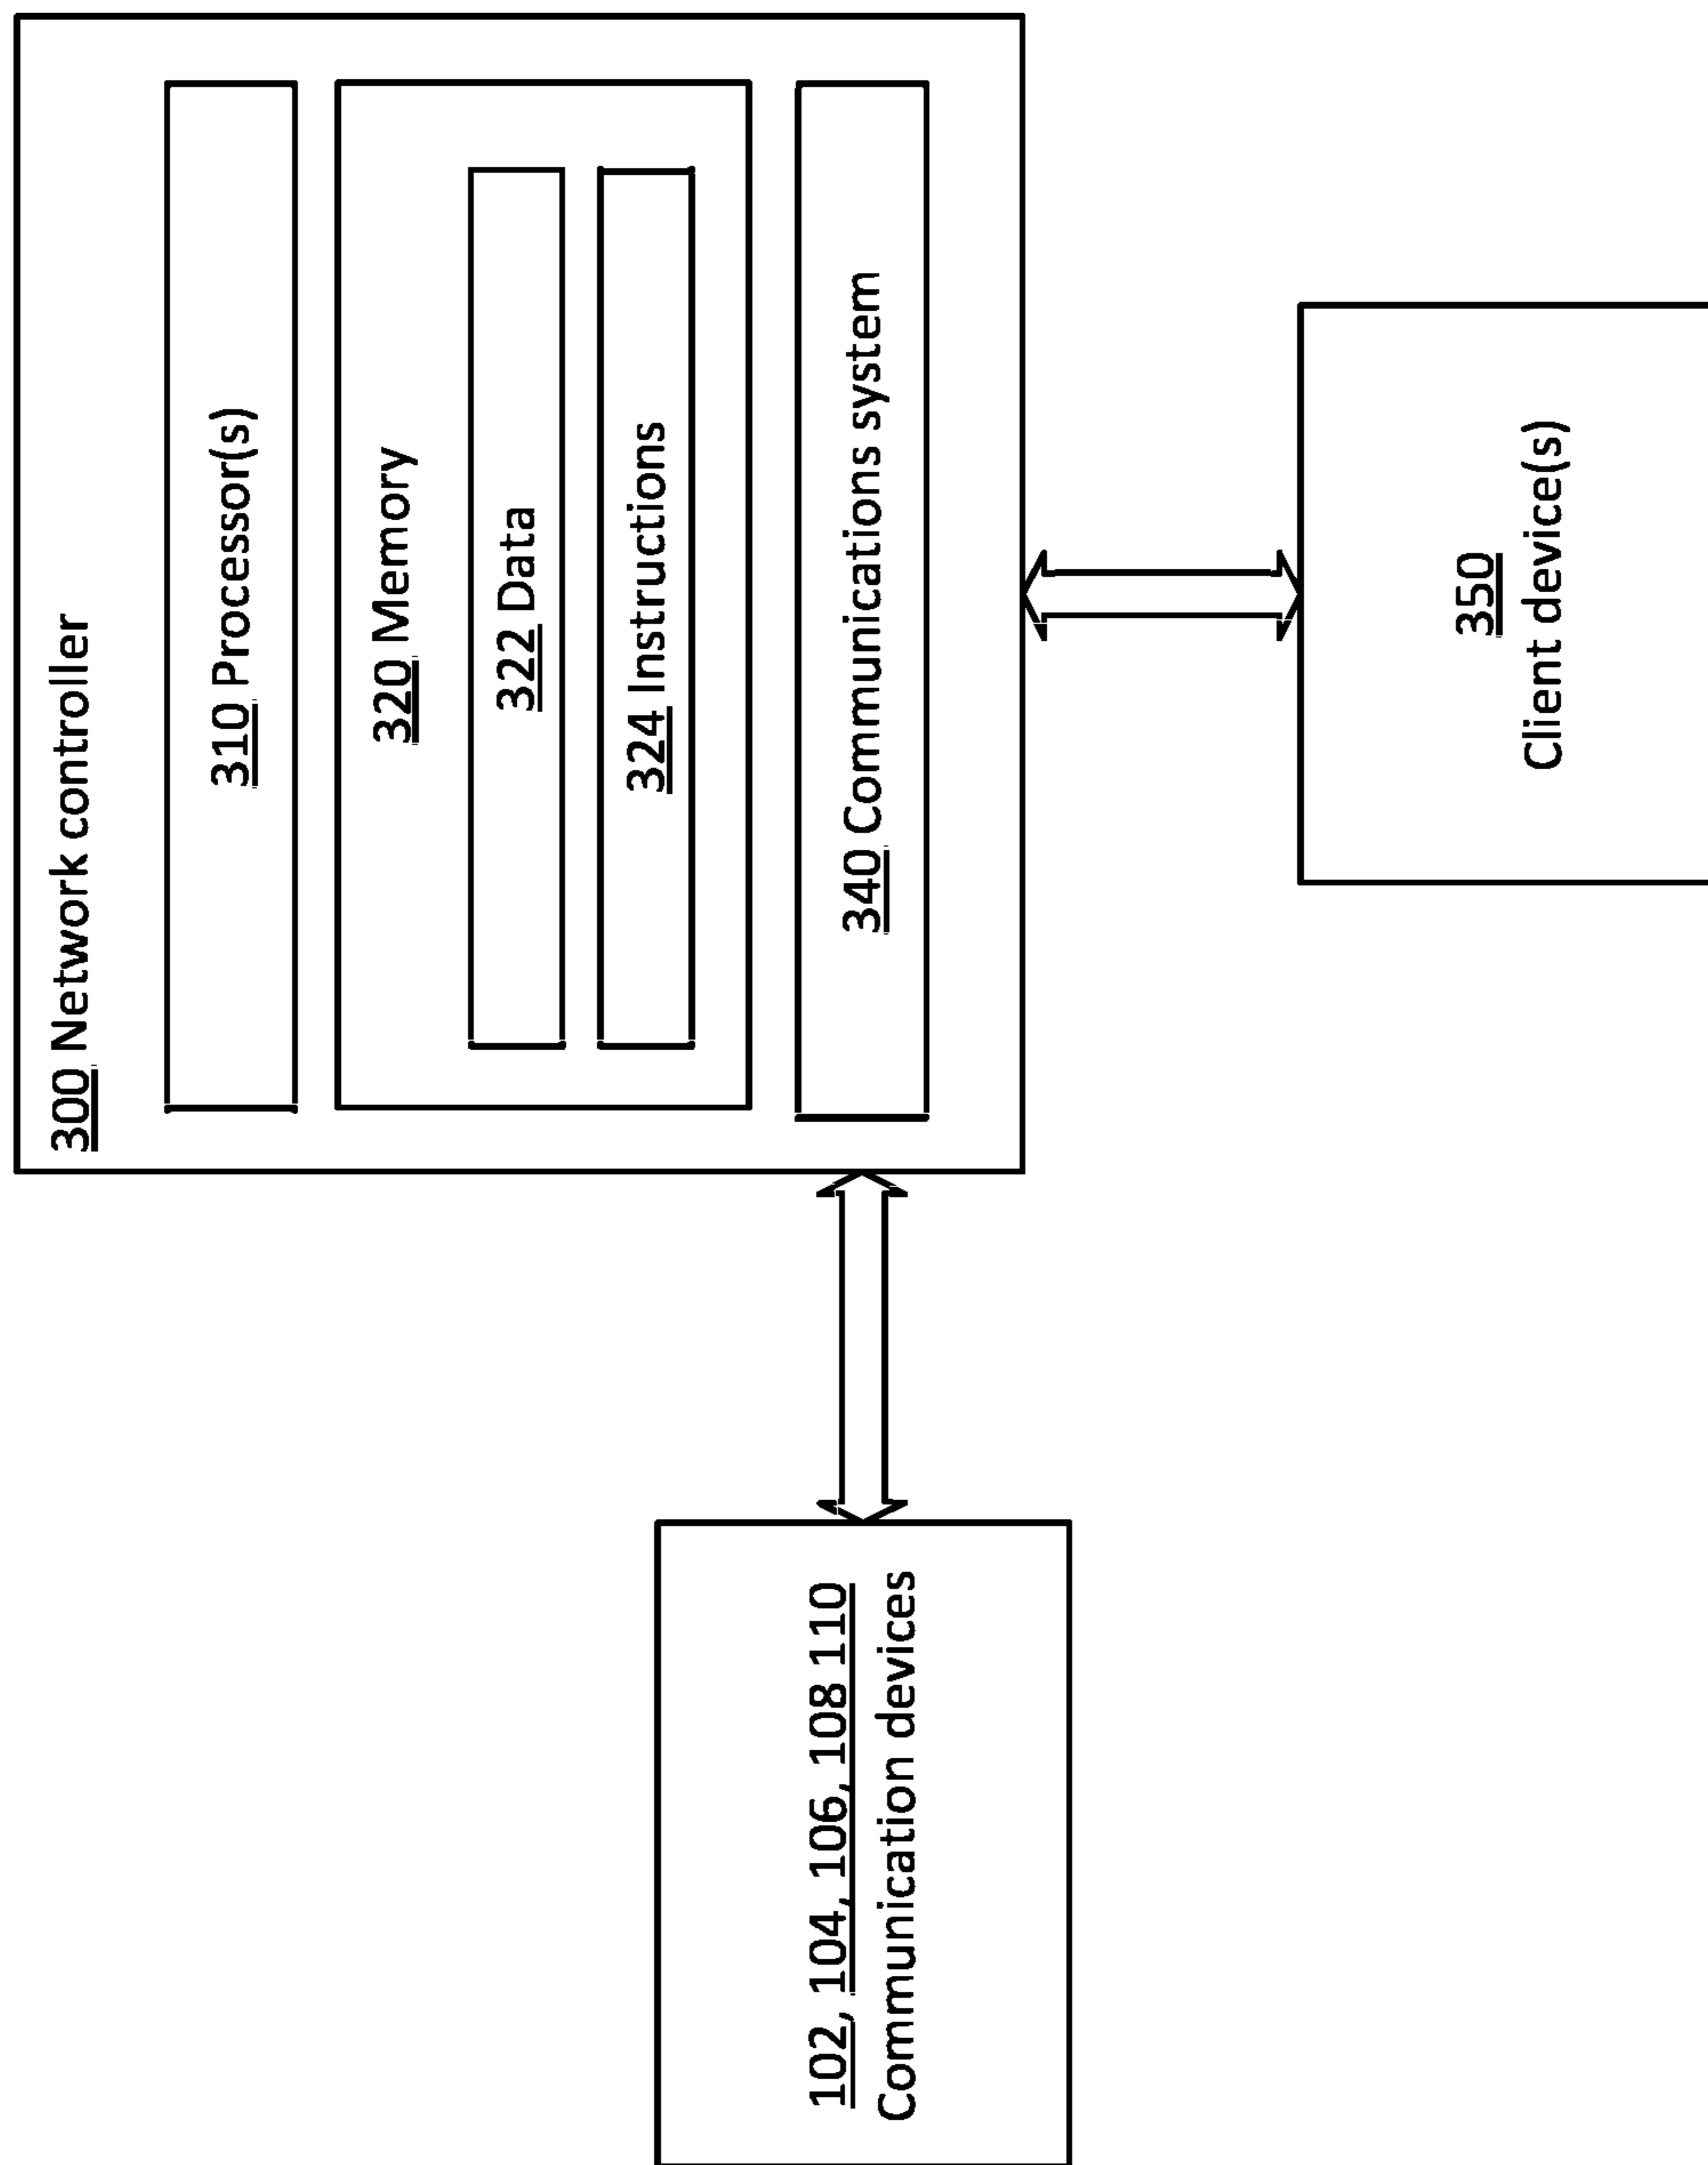 300 Network controller
310 Processor(s)
320 Memory
322 Data
324 Instructions
340 Communications system
102, 104, 106, 108 110
Communication devices
350
Client device(s)